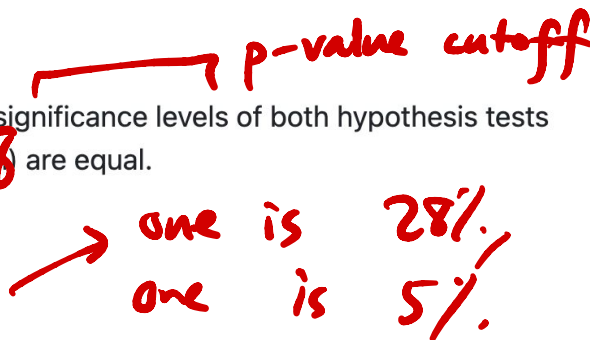 p-value cutoff
significance levels of both hypothesis tests
) are equal.
one is 28%.
one is 5%.